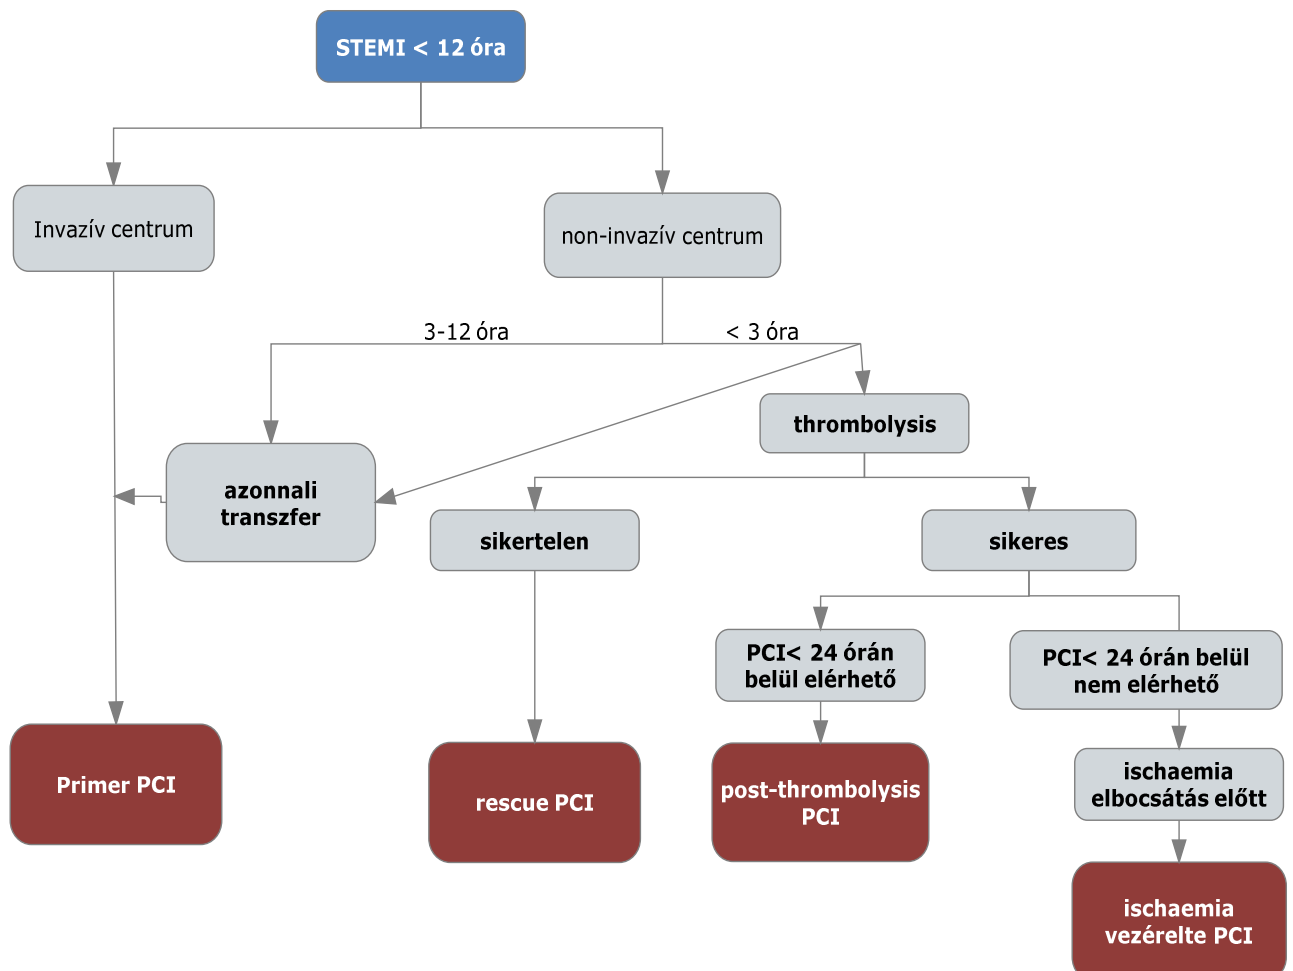 STEMI < 12 óra
Invazív centrum
non-invazív centrum
3-12 óra
< 3 óra
thrombolysis
azonnali
transzfer
sikertelen
sikeres
PCI< 24 órán
belül elérhető
PCI< 24 órán belül
nem elérhető
Primer PCI
rescue PCI
post-thrombolysis
PCI
ischaemia
elbocsátás előtt
ischaemia
vezérelte PCI